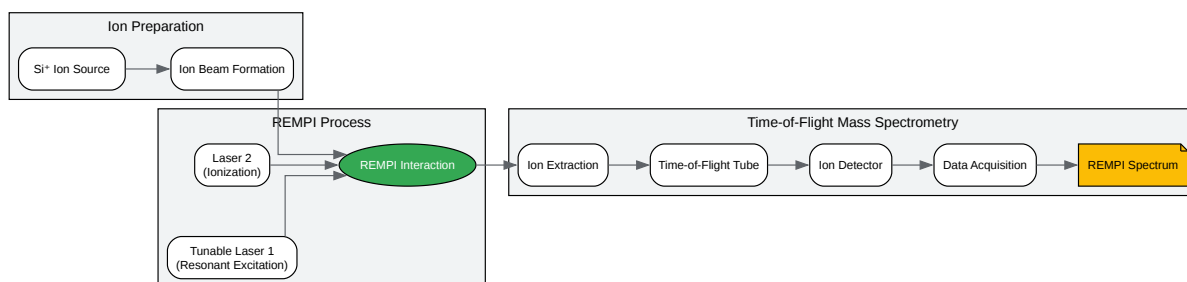 Ion Preparation
Si⁺ Ion Source
Ion Beam Formation
REMPI Process
Laser 2
(Ionization)
REMPI Interaction
Tunable Laser 1
(Resonant Excitation)
Time-of-Flight Mass Spectrometry
Ion Extraction
Time-of-Flight Tube
Ion Detector
Data Acquisition
REMPI Spectrum